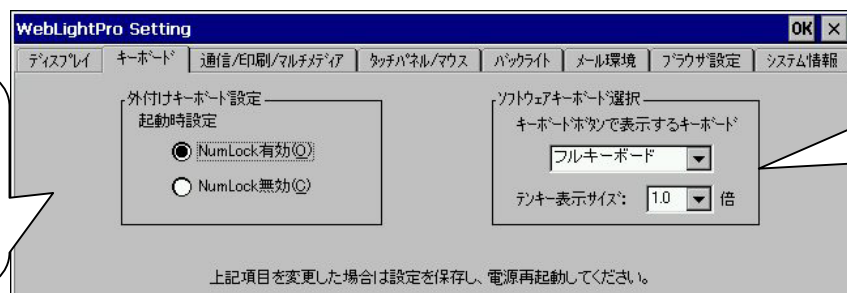 WebLightPro Setting OK ×
ﾃﾞｨｽﾌﾟﾚｲ ｷｰﾎﾞｰﾄﾞ 通信/印刷/ﾏﾙﾁﾒﾃﾞｨｱ ﾀｯﾁﾊﾟﾈﾙ/ﾏｳｽ ﾊﾞｯｸﾗｲﾄ ﾒｰﾙ環境 ﾌﾞﾗｳｻﾞ設定 ｼｽﾃﾑ情報
外付けｷｰﾎﾞｰﾄﾞ設定
起動時設定
NumLock有効(O)
NumLock無効(C)
ｿﾌﾄｳｪｱｷｰﾎﾞｰﾄﾞ選択
ｷｰﾎﾞｰﾄﾞﾎﾞﾀﾝで表示するｷｰﾎﾞｰﾄﾞ
フルキーボード
ﾃﾝｷｰ表示ｻｲｽﾞ: 1.0 倍
上記項目を変更した場合は設定を保存し、電源再起動してください。